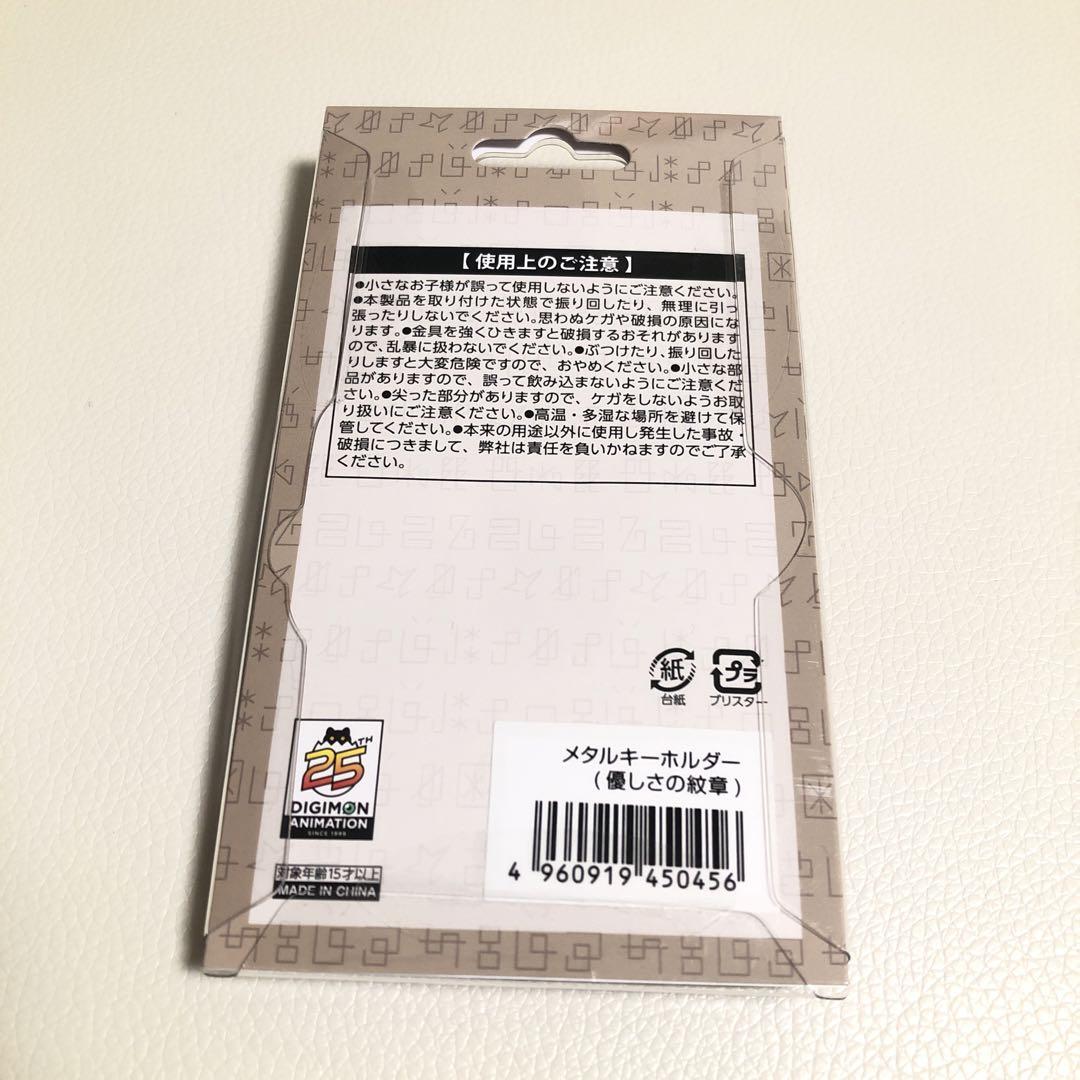 【使用上のご注意】
●小さなお子様が誤って使用しないようにご注意ください。
●本製品を取り付けた状態で振り回したり、無理に引っ
張ったりしないでください。思わぬケガや破損の原因にな
ります。●金具を強くひきますと破損するおそれがあります
ので、乱暴に扱わないでください。●ぶつけたり、振り回した
りしますと大変危険ですので、おやめください。●小さな部
品がありますので、誤って飲み込まないようにご注意くだ
さい。●尖った部分がありますので、ケガをしないようお取
り扱いにご注意ください。●高温・多湿な場所を避けて保
管してください。●本来の用途以外に使用し発生した事故・
破損につきまして、弊社は責任を負いかねますのでご了承
ください。
紙
台紙
プラ
ブリスター
25TH
DIGIMON
ANIMATION
SINCE 1999
対象年齢15才以上
MADE IN CHINA
メタルキーホルダー
(優しさの紋章)
4 960919 450456